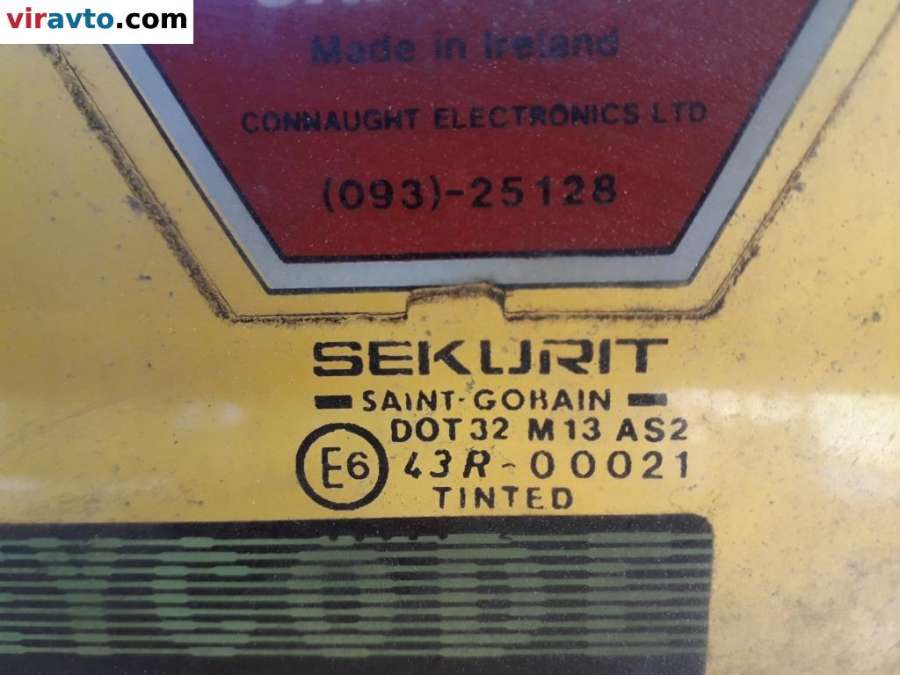 viravto.com
Made in Ireland
CONNAUGHT ELECTRONICS LTD
(093)-25128
SEKURIT
SAINT-GOBAIN
DOT 32 M 13 AS2
E6 43R-00021
TINTED